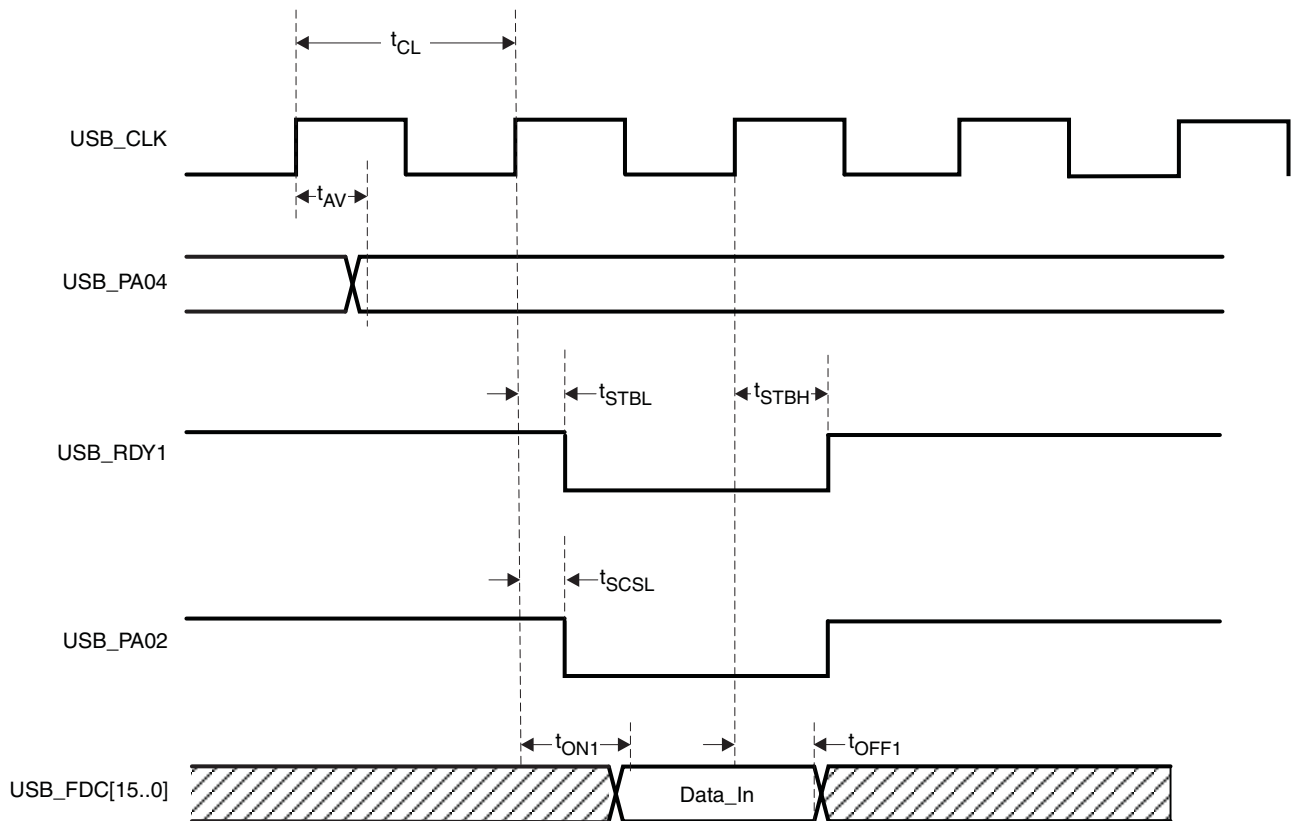 tCL
USB_CLK
tAV
USB_PA04
tSTBL
tSTBH
USB_RDY1
tSCSL
USB_PA02
tON1
tOFF1
USB_FDC[15..0]
Data_In